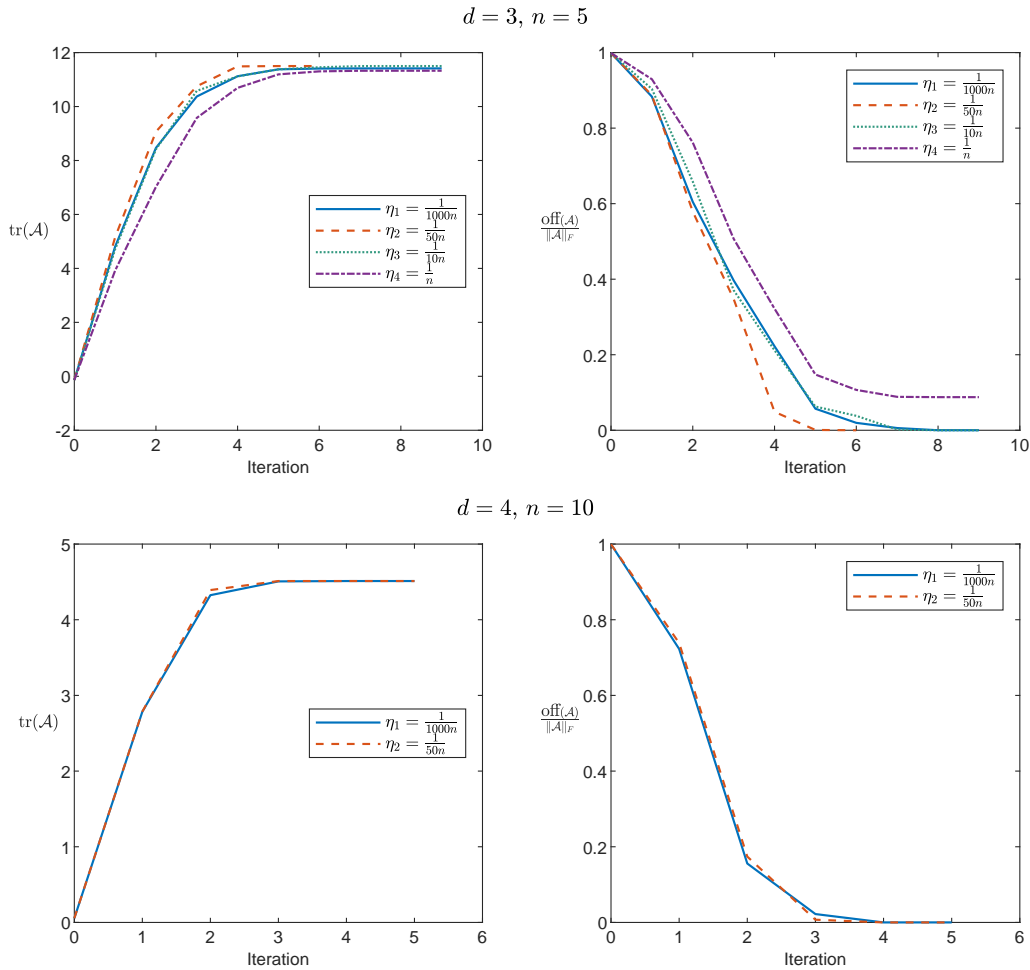 d = 3, n = 5
12
10
8
6
4
2
0
-2
tr(𝒜)
0 2 4 6 8 10
Iteration
η₁ = 1/1000n
η₂ = 1/50n
η₃ = 1/10n
η₄ = 1/n
1
0.8
0.6
0.4
0.2
0
off(𝒜)/‖𝒜‖F
0 2 4 6 8 10
Iteration
η₁ = 1/1000n
η₂ = 1/50n
η₃ = 1/10n
η₄ = 1/n
d = 4, n = 10
5
4
3
2
1
0
tr(𝒜)
0 1 2 3 4 5 6
Iteration
η₁ = 1/1000n
η₂ = 1/50n
1
0.8
0.6
0.4
0.2
0
off(𝒜)/‖𝒜‖F
0 1 2 3 4 5 6
Iteration
η₁ = 1/1000n
η₂ = 1/50n